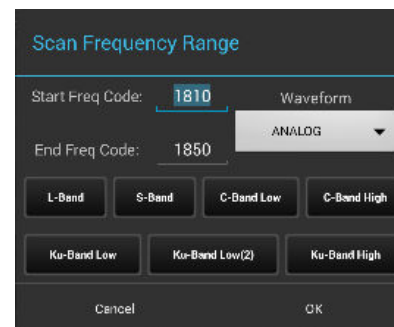 Scan Frequency Range
Start Freq Code: 1810 Waveform
ANALOG
End Freq Code: 1850
L-Band S-Band C-Band Low C-Band High
Ku-Band Low Ku-Band Low(2) Ku-Band High
Cancel OK